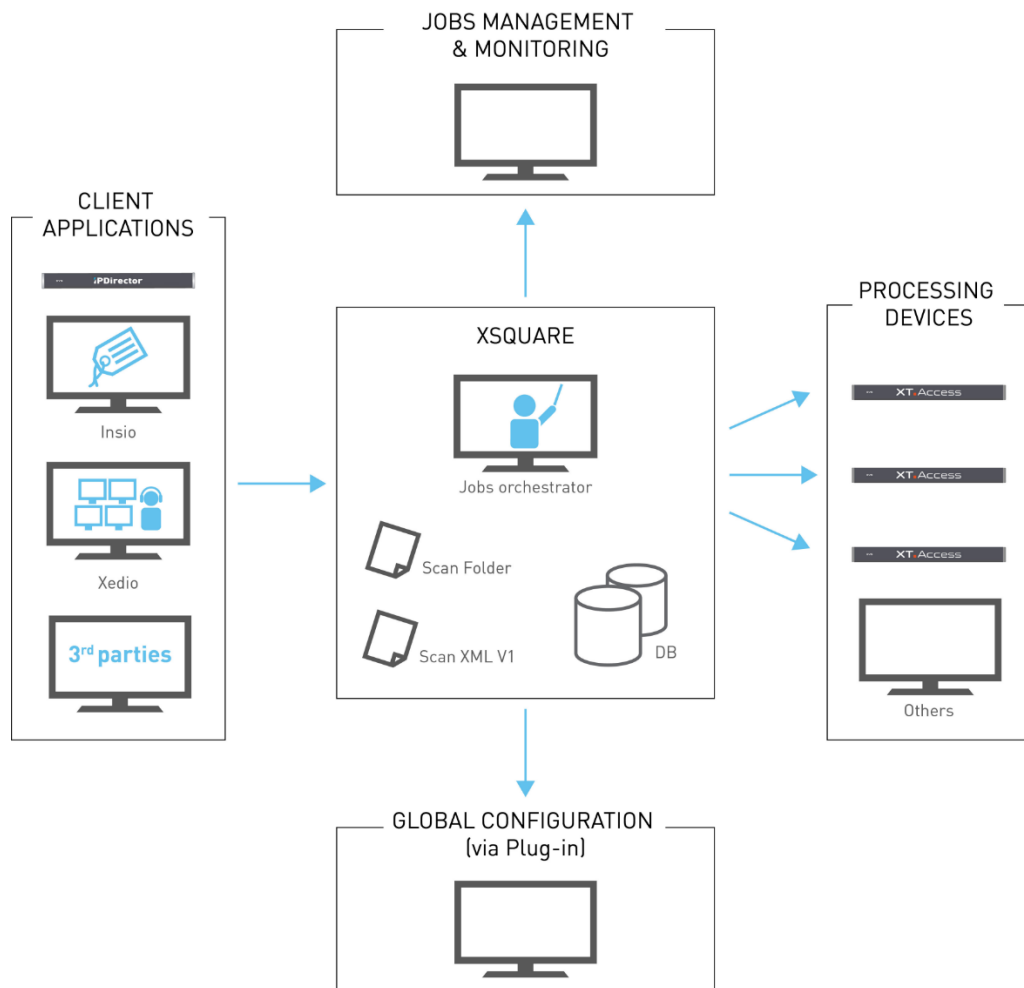 JOBS MANAGEMENT
& MONITORING
CLIENT
APPLICATIONS
iPDirector
Insio
Xedio
3rd parties
XSQUARE
Jobs orchestrator
Scan Folder
Scan XML V1
DB
PROCESSING
DEVICES
XT.Access
XT.Access
XT.Access
Others
GLOBAL CONFIGURATION
(via Plug-in)